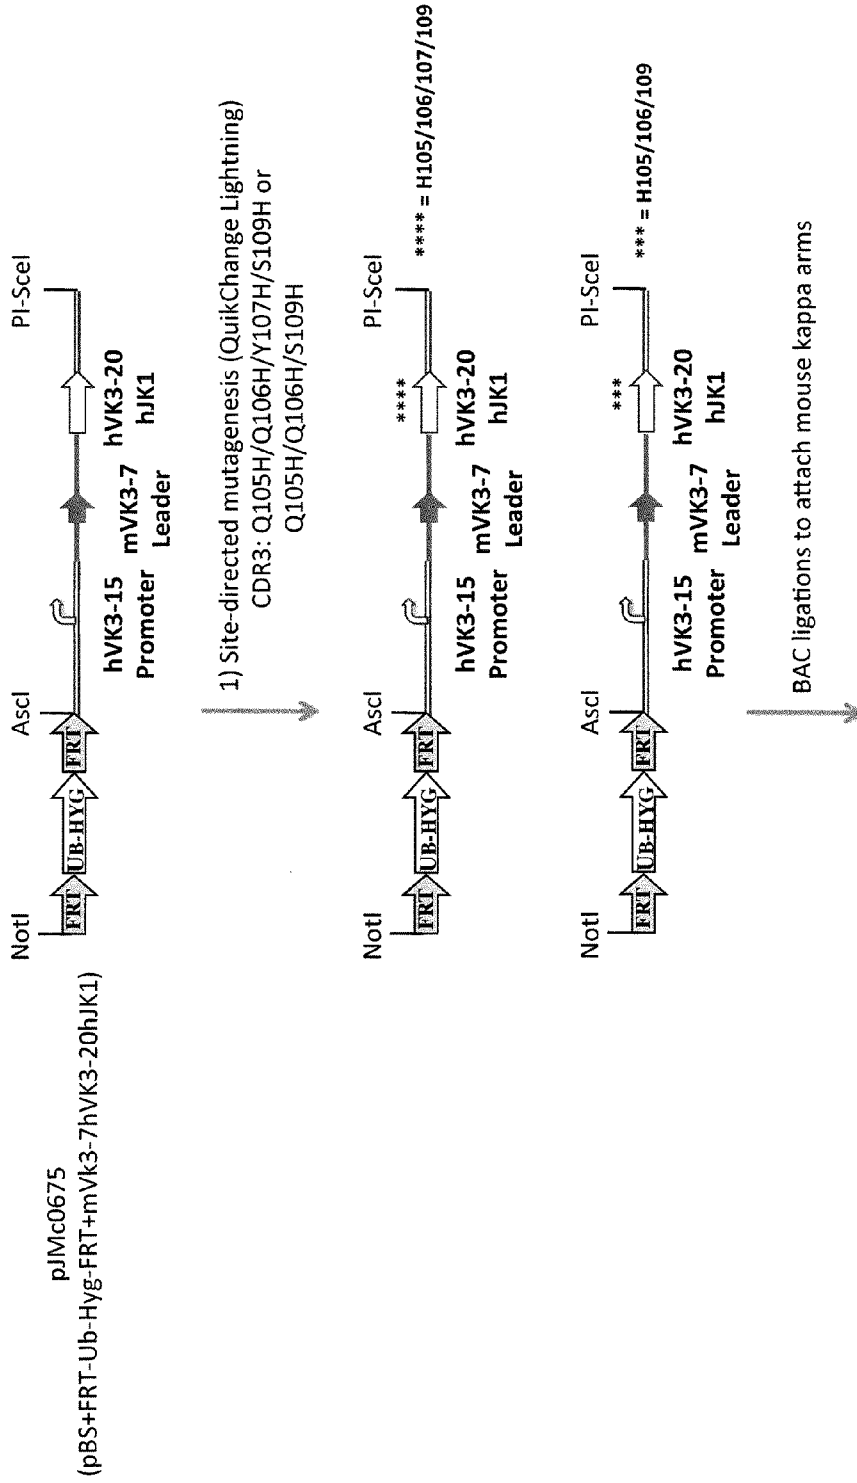 pJMc0675
(pBS+FRT-Ub-Hyg-FRT+mVk3-7hVK3-20hJK1)
NotI
AscI
PI-SceI
FRT
UB-HYG
FRT
hVK3-15
Promoter
mVK3-7
Leader
hVK3-20
hJK1
1) Site-directed mutagenesis (QuikChange Lightning)
CDR3: Q105H/Q106H/Y107H/S109H or
Q105H/Q106H/S109H
NotI
AscI
PI-SceI
FRT
UB-HYG
FRT
****
**** = H105/106/107/109
hVK3-15
Promoter
mVK3-7
Leader
hVK3-20
hJK1
NotI
AscI
PI-SceI
FRT
UB-HYG
FRT
***
*** = H105/106/109
hVK3-15
Promoter
mVK3-7
Leader
hVK3-20
hJK1
BAC ligations to attach mouse kappa arms